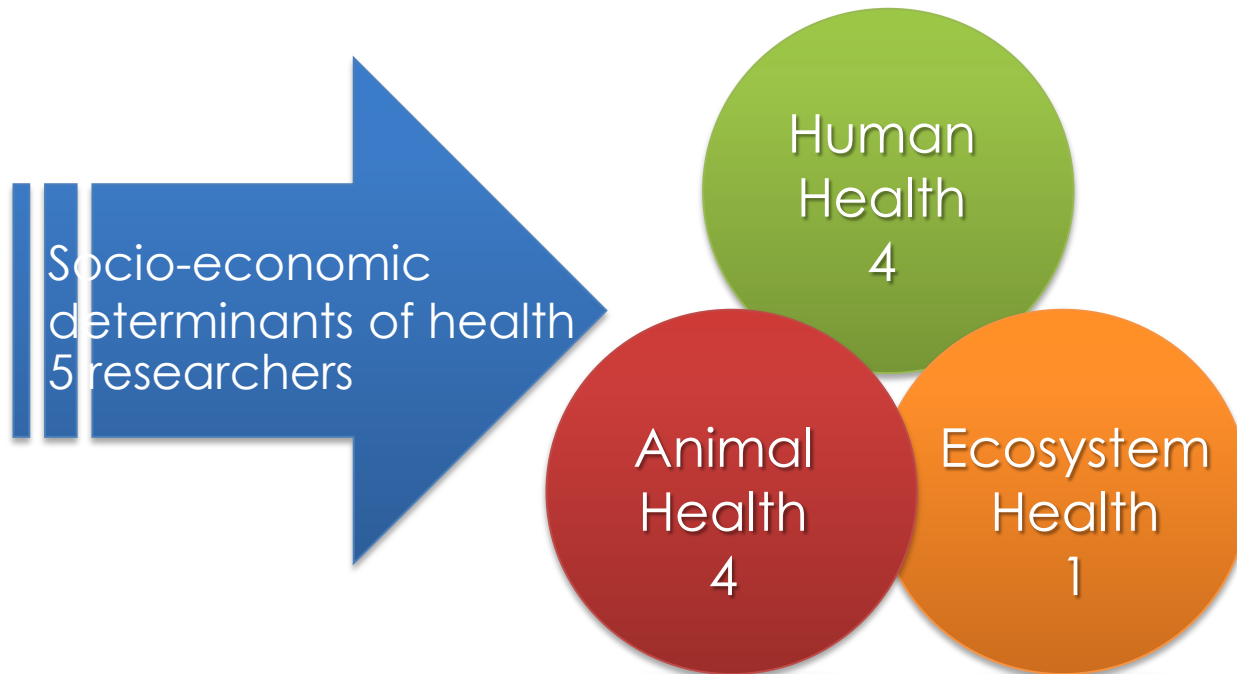 Socio-economic
determinants of health
5 researchers
Human
Health
4
Animal
Health
4
Ecosystem
Health
1